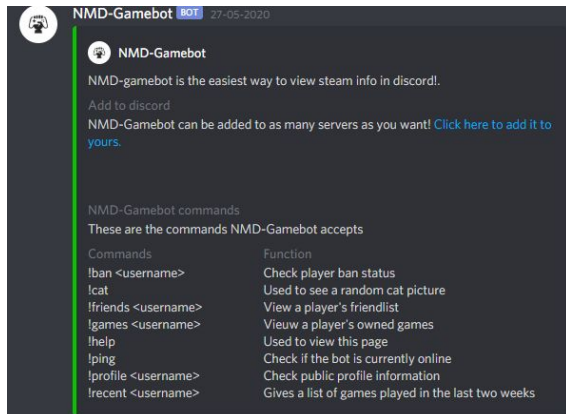 NMD-Gamebot BOT 27-05-2020
NMD-Gamebot
NMD-gamebot is the easiest way to view steam info in discord!.
Add to discord
NMD-Gamebot can be added to as many servers as you want! Click here to add it to
yours.
NMD-Gamebot commands
These are the commands NMD-Gamebot accepts
Commands Function
!ban <username> Check player ban status
!cat Used to see a random cat picture
!friends <username> View a player's friendlist
!games <username> Vieuw a player's owned games
!help Used to view this page
!ping Check if the bot is currently online
!profile <username> Check public profile information
!recent <username> Gives a list of games played in the last two weeks